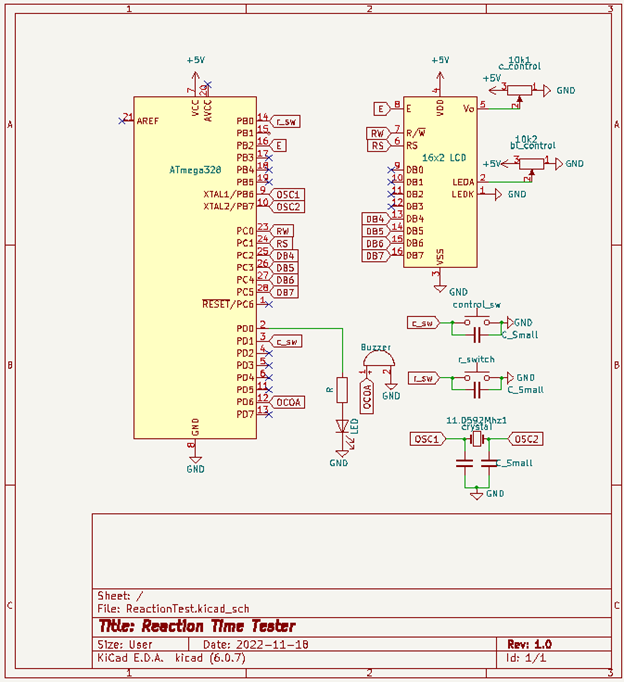 1 2 3
A A
B B
C C
+5V
7 20
VCC
AVCC
21 AREF
ATmega320
PB0 14 r_sw
PB1 15
PB2 16 E
PB3 17
PB4 18
PB5 19
XTAL1/PB6 9 OSC1
XTAL2/PB7 10 OSC2
PC0 23 RW
PC1 24 RS
PC2 25 DB4
PC3 26 DB5
PC4 27 DB6
PC5 28 DB7
RESET/PC6 1
PD0 2
PD1 3 c_sw
PD2 4
PD3 5
PD4 6
PD5 11
PD6 12 OC0A
PD7 13
GND
8
GND
R
LED
GND
Buzzer
1 + 2
OC0A
GND
+5V
4
VDD
E 8 E
RW 7 R/W
RS 6 RS
16x2 LCD
9 DB0
10 DB1
11 DB2
12 DB3
DB4 13 DB4
DB5 14 DB5
DB6 15 DB6
DB7 16 DB7
Vo 5
LEDA 2
LEDK 1 GND
VSS
3
GND
10k1
c_control
+5V 3 1 GND
2
10k2
bl_control
+5V 3 1 GND
2
control_sw
c_sw GND
C_Small
r_switch
r_sw GND
C_Small
11.0592Mhz1
crystal
OSC1 OSC2
C_Small
GND
Sheet: /
File: ReactionTest.kicad_sch
Title: Reaction Time Tester
Size: User Date: 2022-11-18 Rev: 1.0
KiCad E.D.A. kicad (6.0.7) Id: 1/1
1 2 3